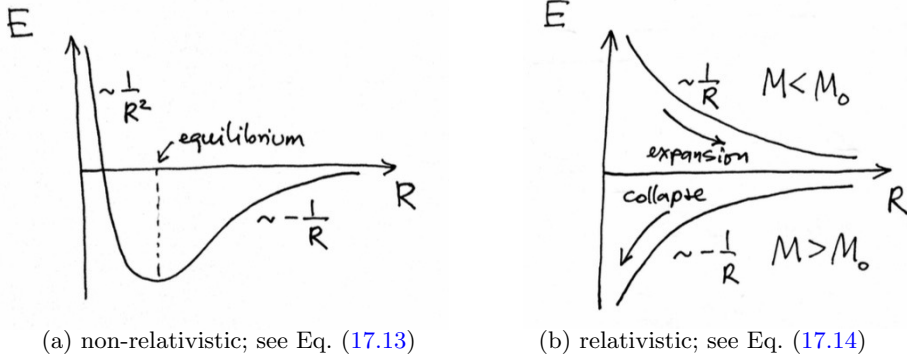 E
~ 1/R²
equilibrium
R
~ - 1/R
(a) non-relativistic; see Eq. (17.13)
E
~ 1/R
M < M₀
expansion
R
collapse
~ - 1/R
M > M₀
(b) relativistic; see Eq. (17.14)